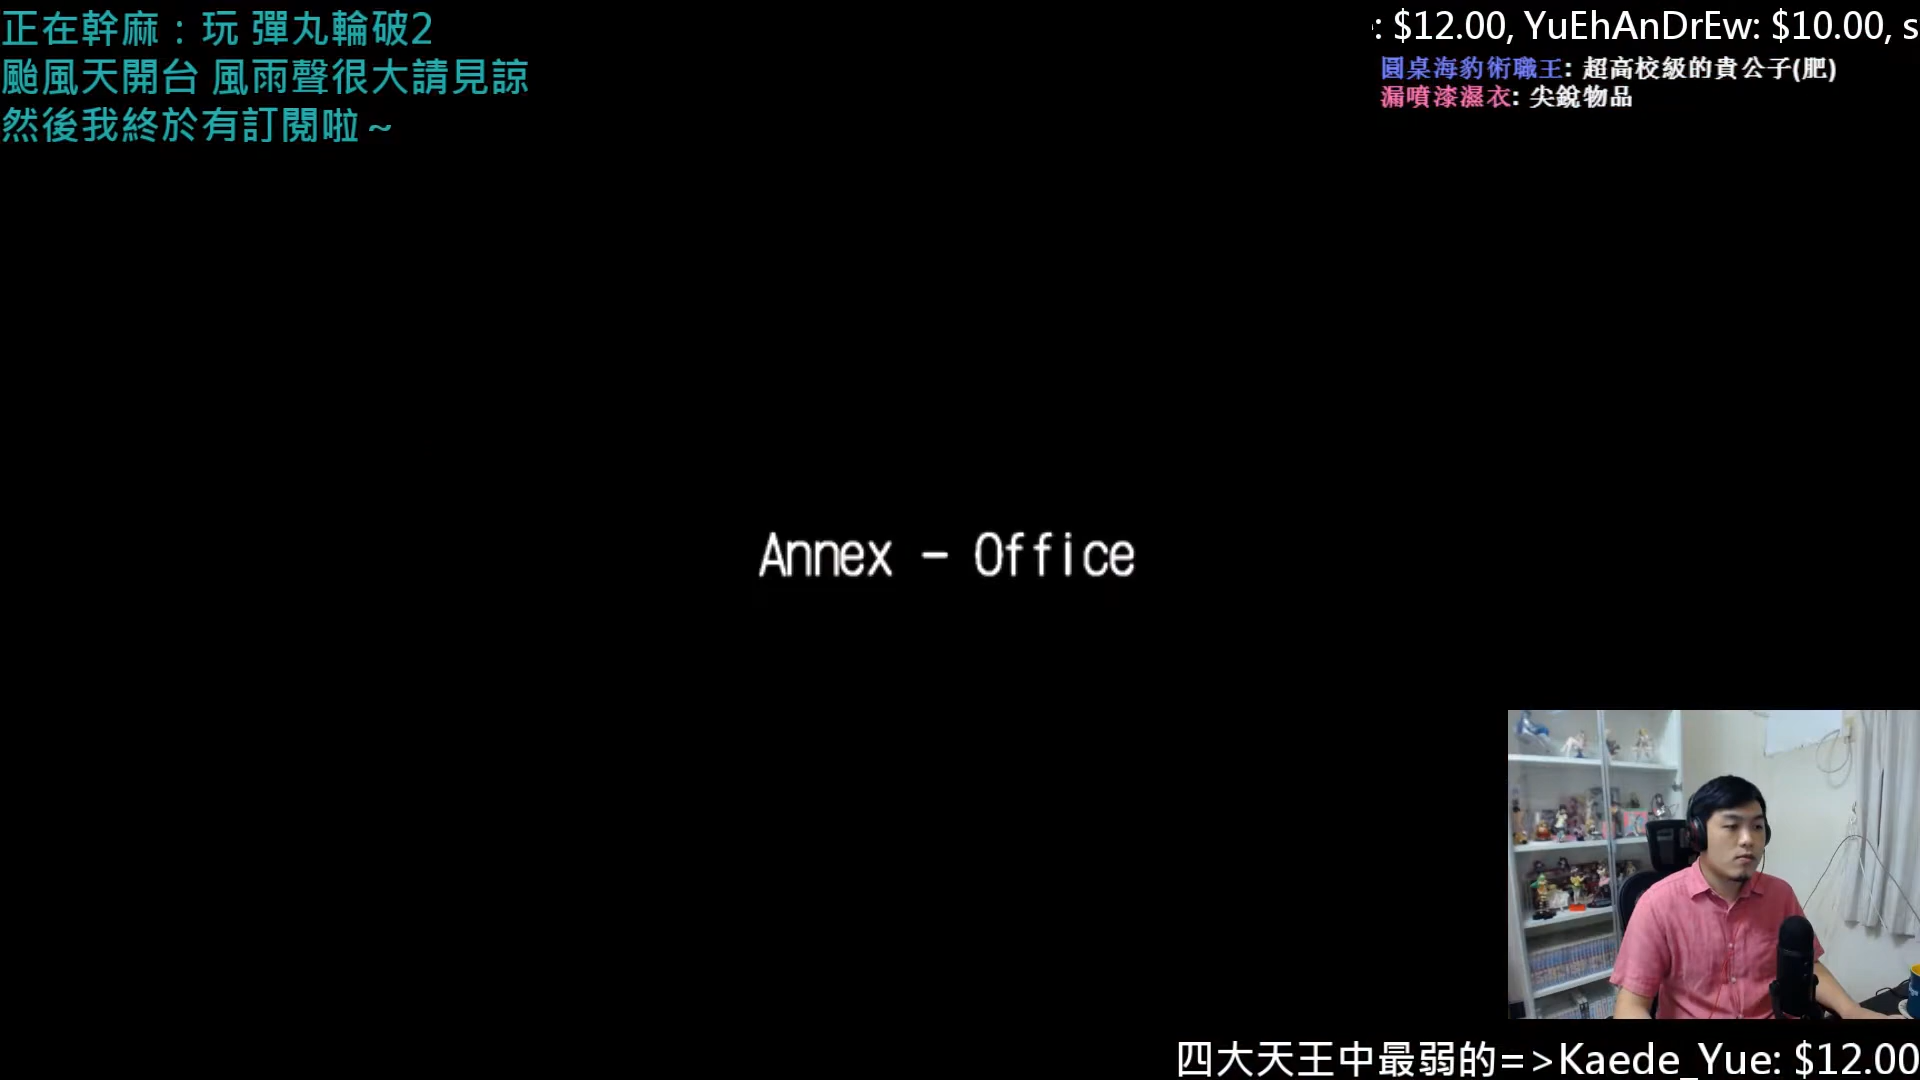 正在幹麻：玩 彈丸輪破2
颱風天開台 風雨聲很大請見諒
然後我終於有訂閱啦～
: $12.00, YuEhAnDrEw: $10.00, s
圓桌海豹術職王: 超高校級的貴公子(肥)
漏噴漆濕衣: 尖銳物品
Annex - Office
四大天王中最弱的=>Kaede_Yue: $12.00